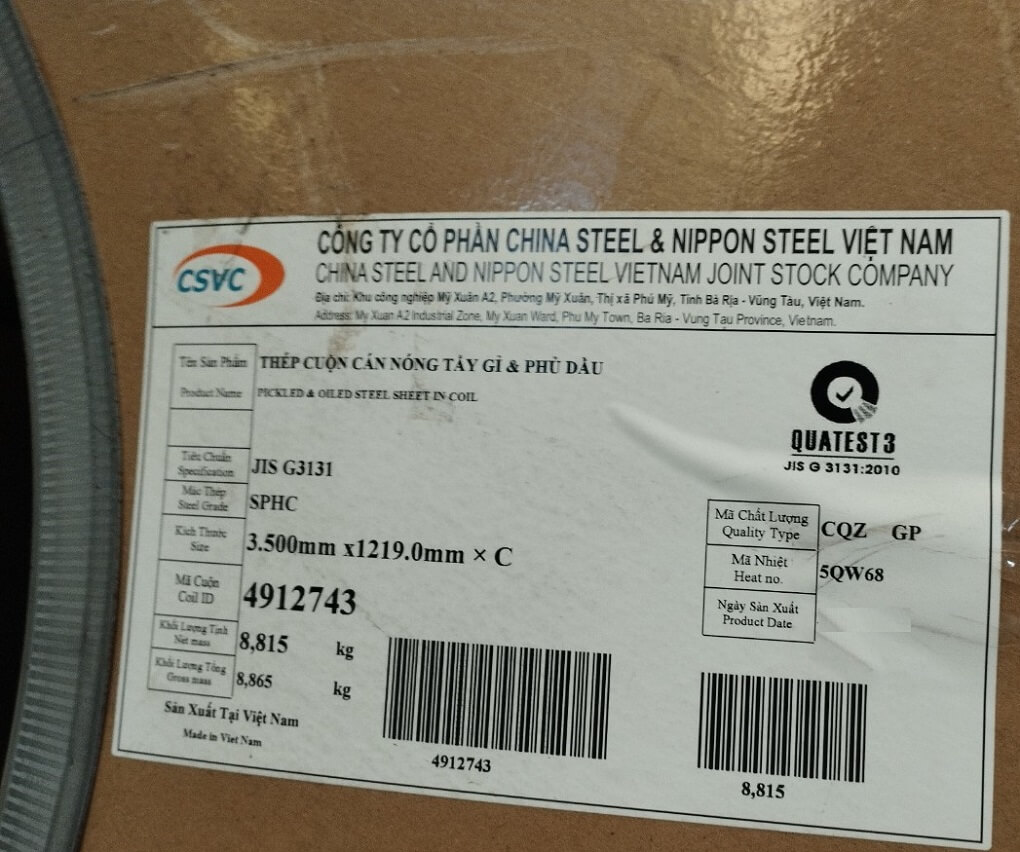 CSVC
CÔNG TY CỔ PHẦN CHINA STEEL & NIPPON STEEL VIỆT NAM
CHINA STEEL AND NIPPON STEEL VIETNAM JOINT STOCK COMPANY
Địa chỉ: Khu công nghiệp Mỹ Xuân A2, Phường Mỹ Xuân, Thị xã Phú Mỹ, Tỉnh Bà Rịa - Vũng Tàu, Việt Nam.
Address: My Xuan A2 Industrial Zone, My Xuan Ward, Phu My Town, Ba Ria - Vung Tau Province, Vietnam.
Tên Sản Phẩm THÉP CUỘN CÁN NÓNG TẨY GỈ & PHỦ DẦU
Product Name PICKLED & OILED STEEL SHEET IN COIL
QUATEST 3
JIS G 3131:2010
Tiêu Chuẩn
Specification JIS G3131
Mác Thép
Steel Grade SPHC
Kích Thước
Size 3.500mm x1219.0mm × C
Mã Cuộn
Coil ID 4912743
Khối Lượng Tịnh
Net mass 8,815 kg
Khối Lượng Tổng
Gross mass 8,865 kg
Sản Xuất Tại Việt Nam
Made in Viet Nam
Mã Chất Lượng
Quality Type CQZ GP
Mã Nhiệt
Heat no. 5QW68
Ngày Sản Xuất
Product Date
4912743
8,815